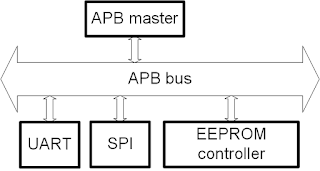 APB master
APB bus
UART
SPI
EEPROM
controller